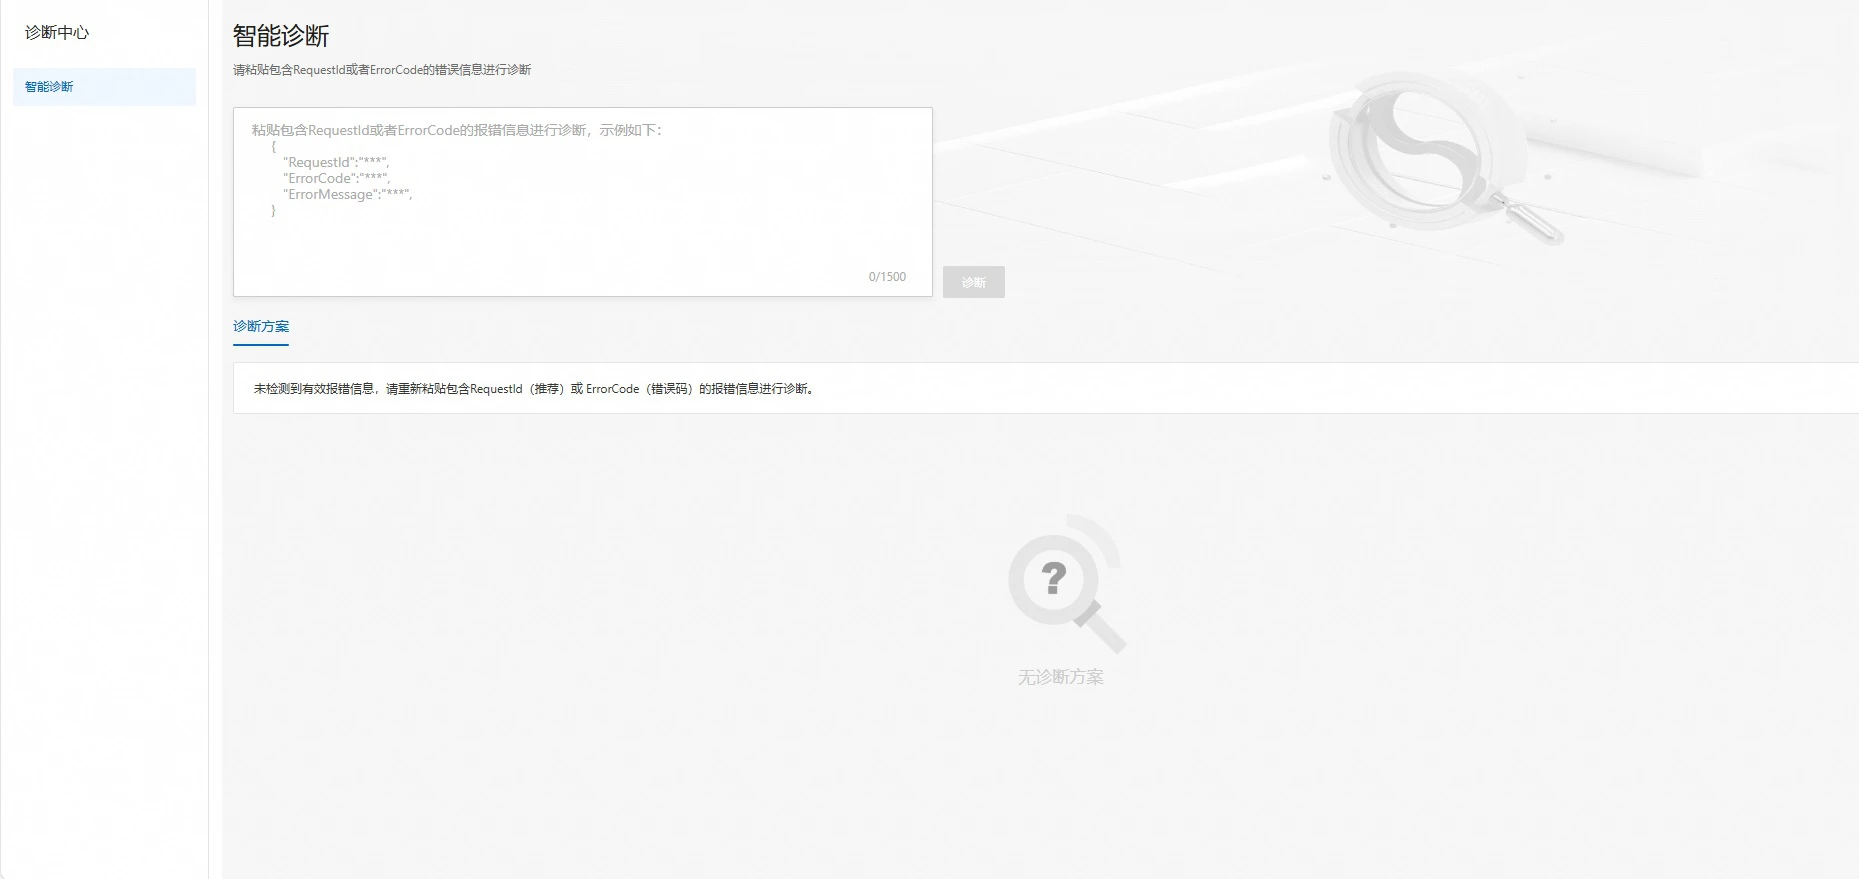 诊断中心
智能诊断
智能诊断
请粘贴包含RequestId或者ErrorCode的错误信息进行诊断
粘贴包含RequestId或者ErrorCode的报错信息进行诊断，示例如下：
{
"RequestId":"***",
"ErrorCode":"***",
"ErrorMessage":"***",
}
0/1500
诊断
诊断方案
未检测到有效报错信息，请重新粘贴包含RequestId（推荐）或 ErrorCode（错误码）的报错信息进行诊断。
?
无诊断方案